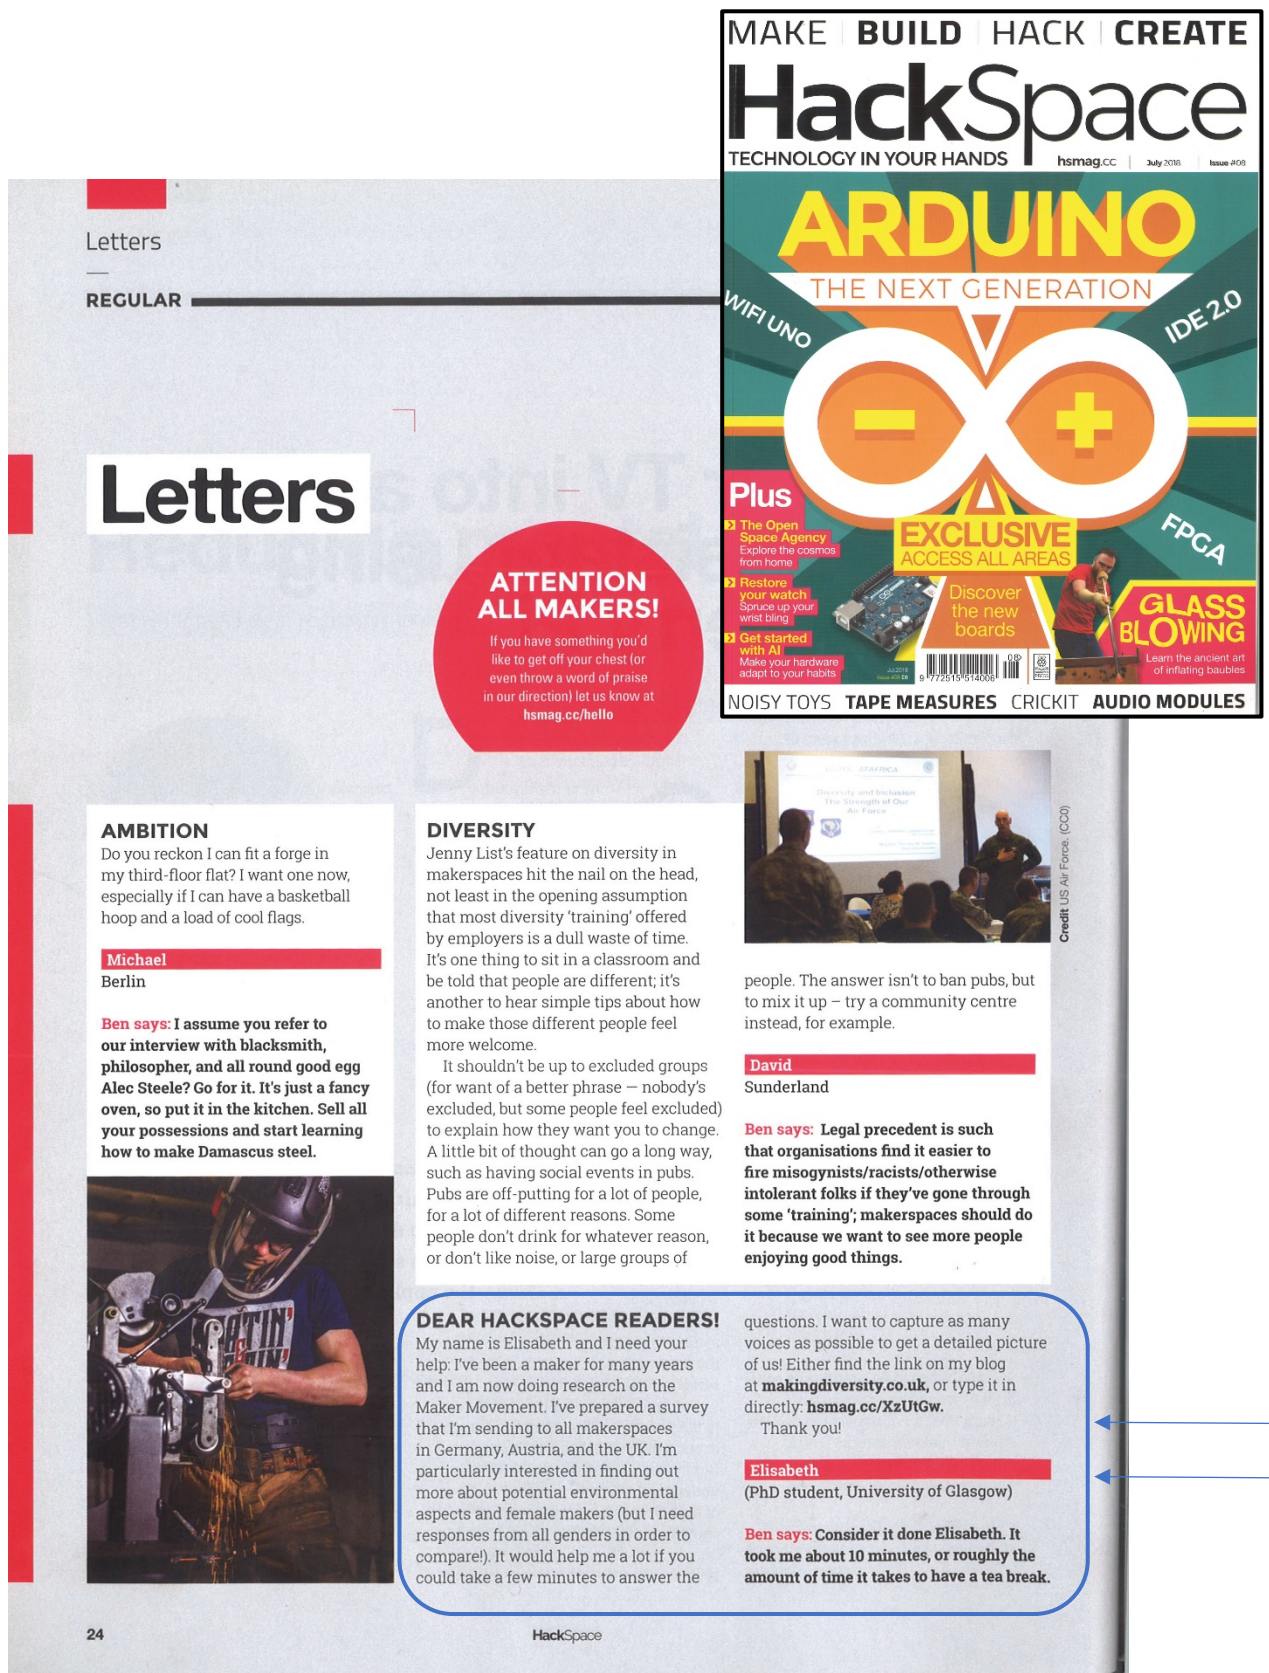 MAKE BUILD HACK CREATE
HackSpace
TECHNOLOGY IN YOUR HANDS hsmag.cc July 2018 Issue #08
ARDUINO
THE NEXT GENERATION
WIFI UNO
IDE 2.0
FPGA
Plus
The Open
Space Agency
Explore the cosmos
from home
Restore
your watch
Spruce up your
wrist bling
Get started
with AI
Make your hardware
adapt to your habits
EXCLUSIVE
ACCESS ALL AREAS
Discover
the new
boards
GLASS
BLOWING
Learn the ancient art
of inflating baubles
Jul.2018
Issue #08 £6
08
9 772515 514006
NOISY TOYS TAPE MEASURES CRICKIT AUDIO MODULES
Letters
REGULAR
Letters
ATTENTION
ALL MAKERS!
If you have something you'd
like to get off your chest (or
even throw a word of praise
in our direction) let us know at
hsmag.cc/hello
AMBITION
Do you reckon I can fit a forge in
my third-floor flat? I want one now,
especially if I can have a basketball
hoop and a load of cool flags.
Michael
Berlin
Ben says: I assume you refer to
our interview with blacksmith,
philosopher, and all round good egg
Alec Steele? Go for it. It's just a fancy
oven, so put it in the kitchen. Sell all
your possessions and start learning
how to make Damascus steel.
DIVERSITY
Jenny List's feature on diversity in
makerspaces hit the nail on the head,
not least in the opening assumption
that most diversity 'training' offered
by employers is a dull waste of time.
It's one thing to sit in a classroom and
be told that people are different; it's
another to hear simple tips about how
to make those different people feel
more welcome.
It shouldn't be up to excluded groups
(for want of a better phrase – nobody's
excluded, but some people feel excluded)
to explain how they want you to change.
A little bit of thought can go a long way,
such as having social events in pubs.
Pubs are off-putting for a lot of people,
for a lot of different reasons. Some
people don't drink for whatever reason,
or don't like noise, or large groups of
Diversity and Inclusion
The Strength of Our
Air Force
Credit US Air Force. (CC0)
people. The answer isn't to ban pubs, but
to mix it up – try a community centre
instead, for example.
David
Sunderland
Ben says: Legal precedent is such
that organisations find it easier to
fire misogynists/racists/otherwise
intolerant folks if they've gone through
some 'training'; makerspaces should do
it because we want to see more people
enjoying good things.
DEAR HACKSPACE READERS!
My name is Elisabeth and I need your
help: I've been a maker for many years
and I am now doing research on the
Maker Movement. I've prepared a survey
that I'm sending to all makerspaces
in Germany, Austria, and the UK. I'm
particularly interested in finding out
more about potential environmental
aspects and female makers (but I need
responses from all genders in order to
compare!). It would help me a lot if you
could take a few minutes to answer the
questions. I want to capture as many
voices as possible to get a detailed picture
of us! Either find the link on my blog
at makingdiversity.co.uk, or type it in
directly: hsmag.cc/XzUtGw.
Thank you!
Elisabeth
(PhD student, University of Glasgow)
Ben says: Consider it done Elisabeth. It
took me about 10 minutes, or roughly the
amount of time it takes to have a tea break.
24
HackSpace